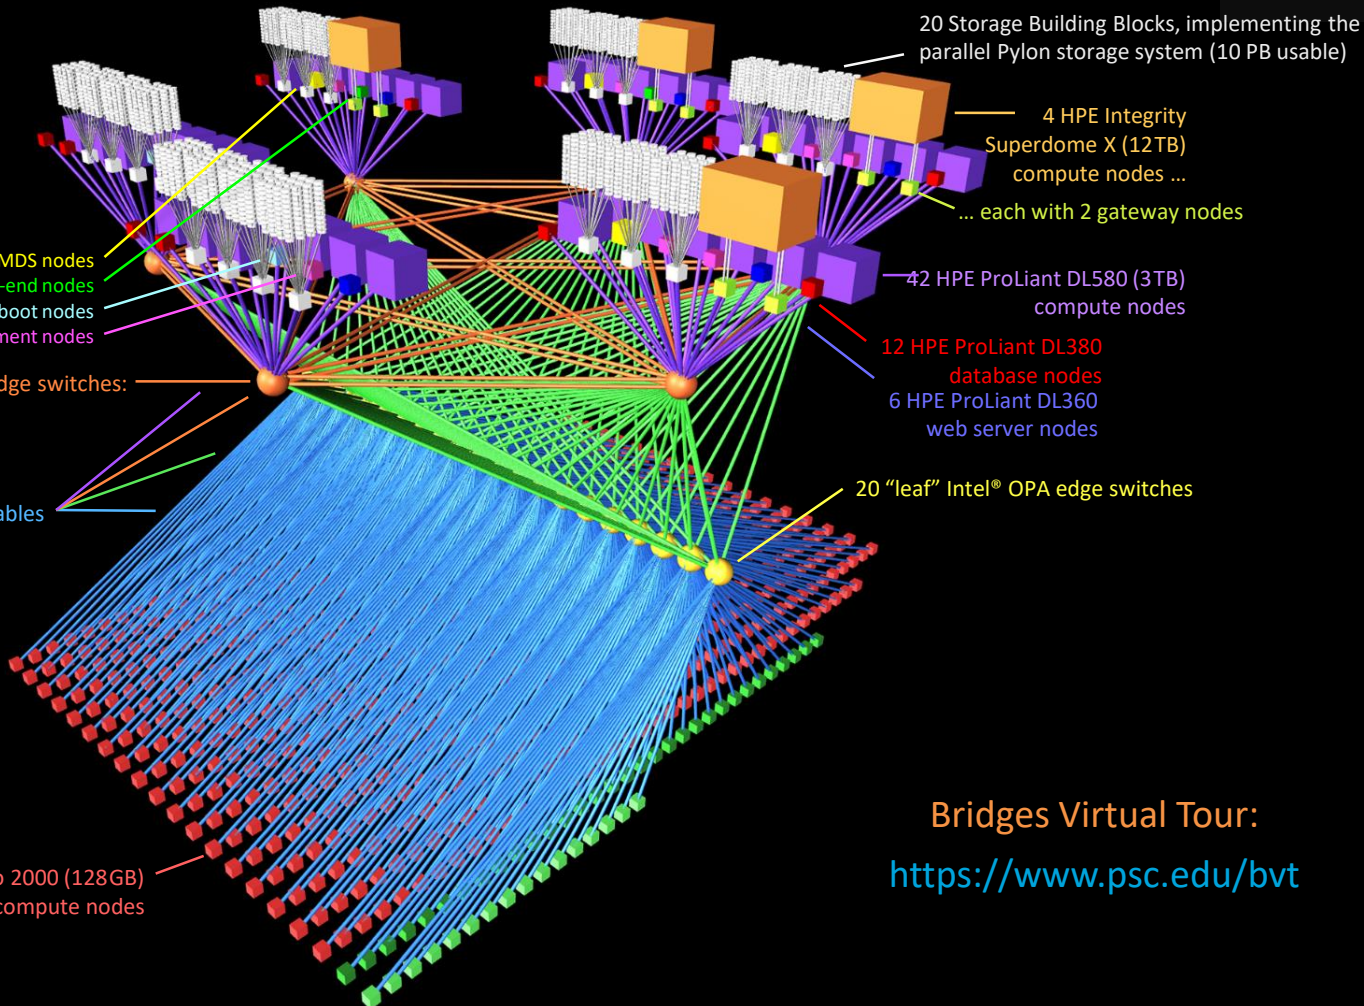 20 Storage Building Blocks, implementing the
parallel Pylon storage system (10 PB usable)
4 HPE Integrity
Superdome X (12TB)
compute nodes ...
... each with 2 gateway nodes
MDS nodes
-end nodes
boot nodes
ment nodes
42 HPE ProLiant DL580 (3TB)
compute nodes
12 HPE ProLiant DL380
database nodes
6 HPE ProLiant DL360
web server nodes
dge switches:
20 “leaf” Intel® OPA edge switches
ables
2000 (128GB)
compute nodes
Bridges Virtual Tour:
https://www.psc.edu/bvt